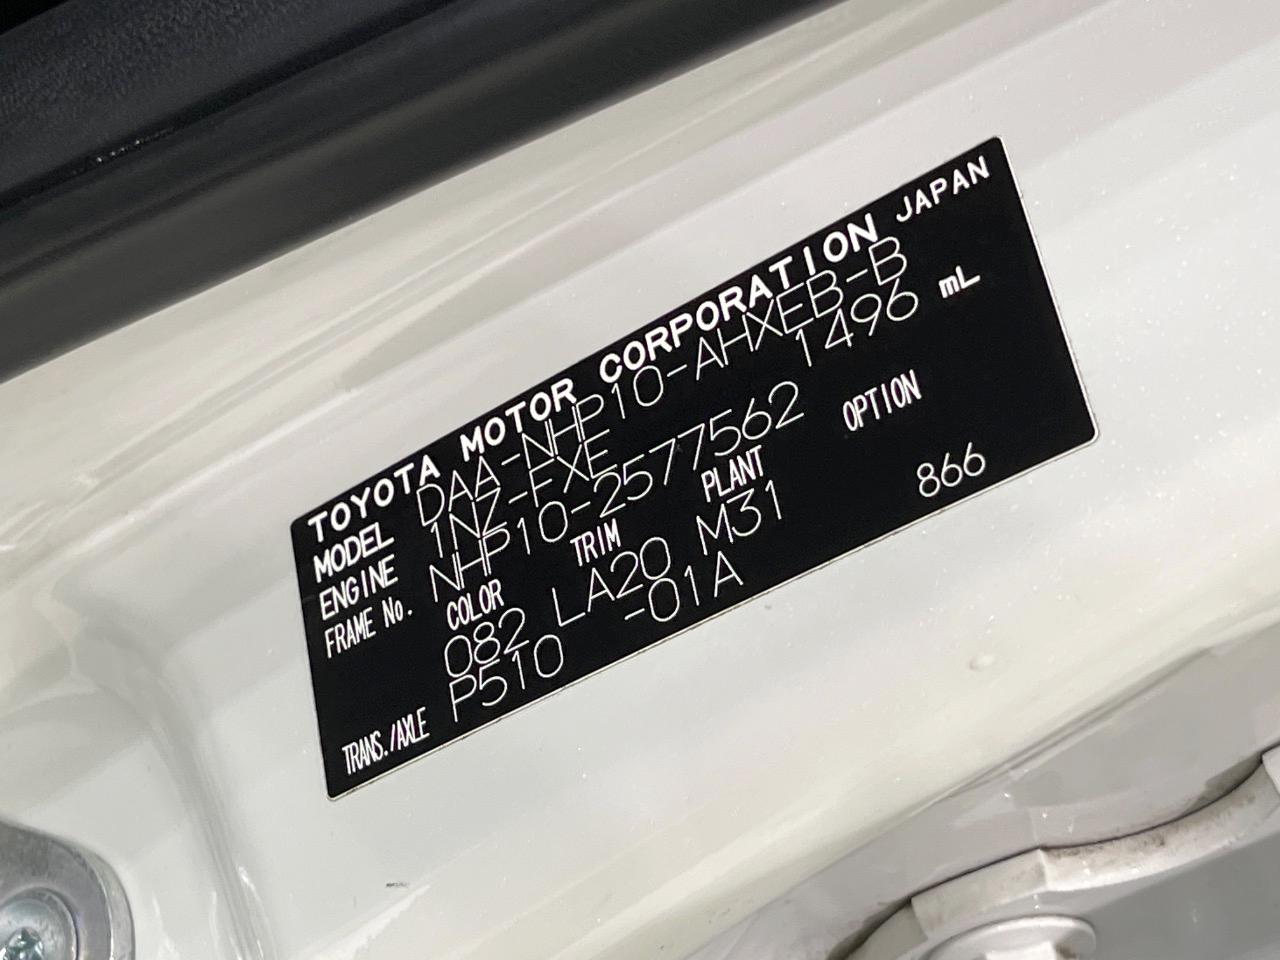 TOYOTA MOTOR CORPORATION JAPAN
MODEL DAA-NHP10-AHXEB-B
ENGINE 1NZ-FXE 1496 mL
FRAME No. NHP10-2577562
COLOR TRIM PLANT OPTION
082 LA20 M31 866
TRANS./AXLE P510 -01A